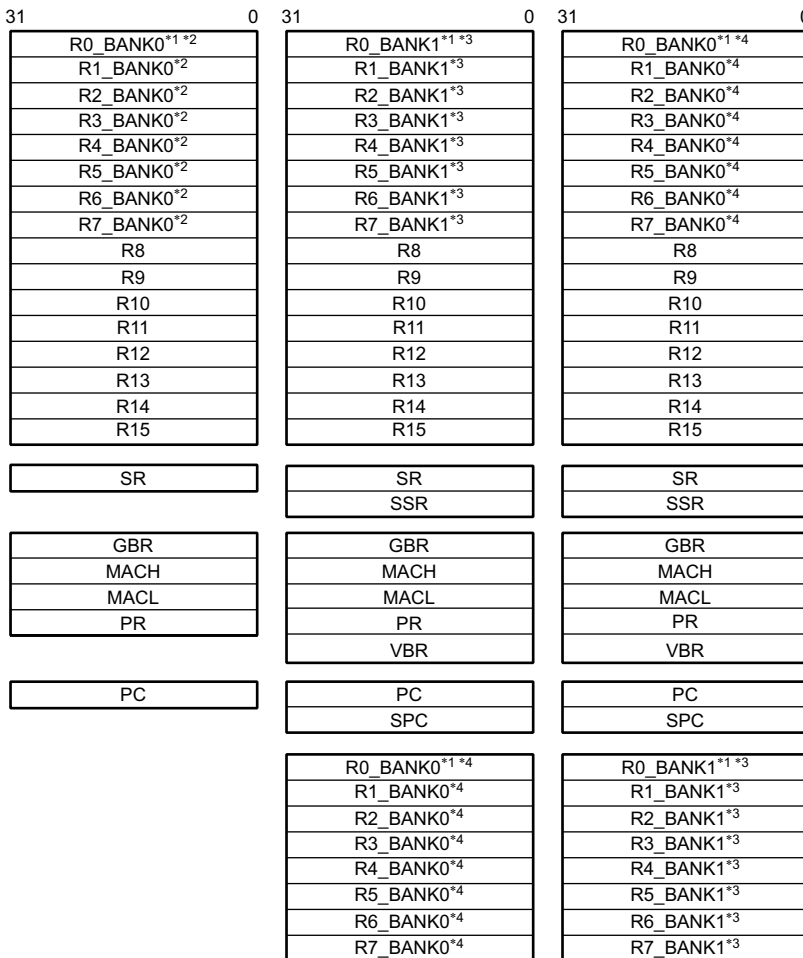 31 0 31 0 31 0
R0_BANK0*1 *2 R0_BANK1*1 *3 R0_BANK0*1 *4
R1_BANK0*2 R1_BANK1*3 R1_BANK0*4
R2_BANK0*2 R2_BANK1*3 R2_BANK0*4
R3_BANK0*2 R3_BANK1*3 R3_BANK0*4
R4_BANK0*2 R4_BANK1*3 R4_BANK0*4
R5_BANK0*2 R5_BANK1*3 R5_BANK0*4
R6_BANK0*2 R6_BANK1*3 R6_BANK0*4
R7_BANK0*2 R7_BANK1*3 R7_BANK0*4
R8 R8 R8
R9 R9 R9
R10 R10 R10
R11 R11 R11
R12 R12 R12
R13 R13 R13
R14 R14 R14
R15 R15 R15
SR SR SR
SSR SSR
GBR GBR GBR
MACH MACH MACH
MACL MACL MACL
PR PR PR
VBR VBR
PC PC PC
SPC SPC
R0_BANK0*1 *4 R0_BANK1*1 *3
R1_BANK0*4 R1_BANK1*3
R2_BANK0*4 R2_BANK1*3
R3_BANK0*4 R3_BANK1*3
R4_BANK0*4 R4_BANK1*3
R5_BANK0*4 R5_BANK1*3
R6_BANK0*4 R6_BANK1*3
R7_BANK0*4 R7_BANK1*3